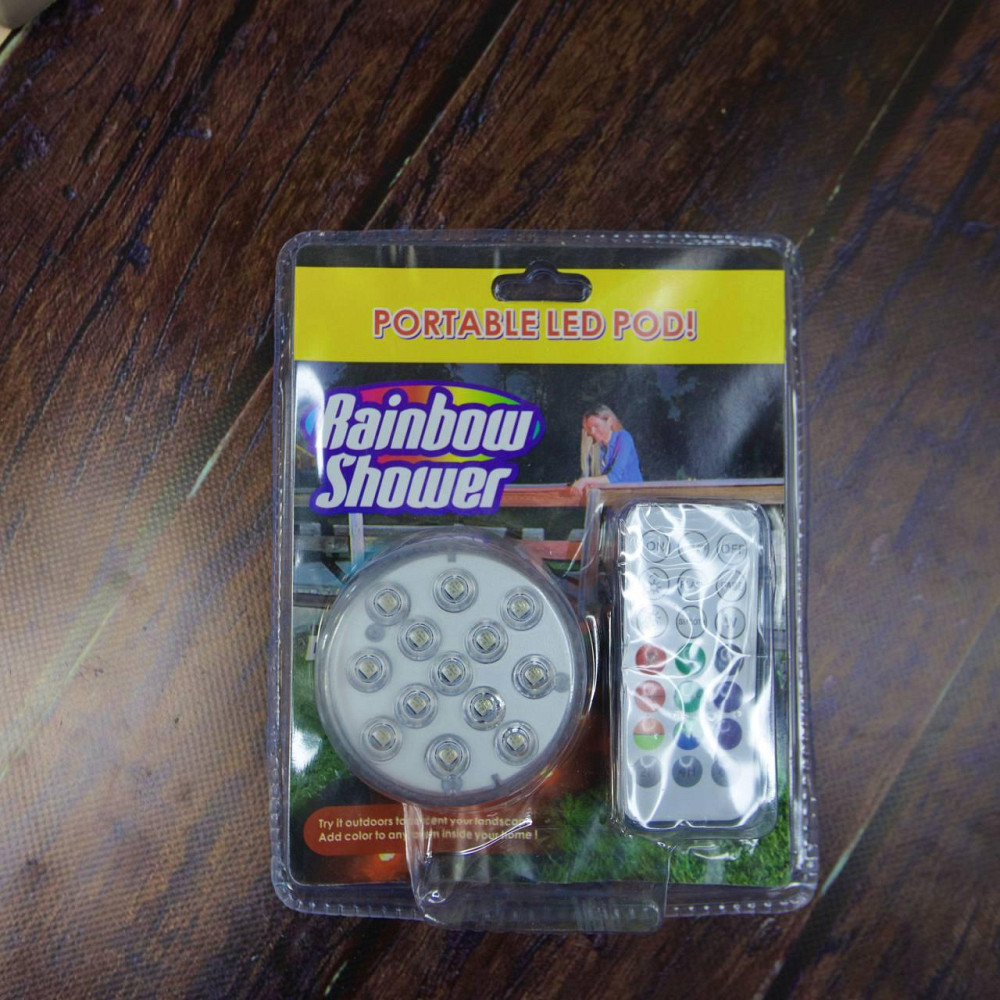 PORTABLE LED POD!
Rainbow
Shower
ON
OFF
Try it outdoors to accent your landscape
Add color to any room inside your home!